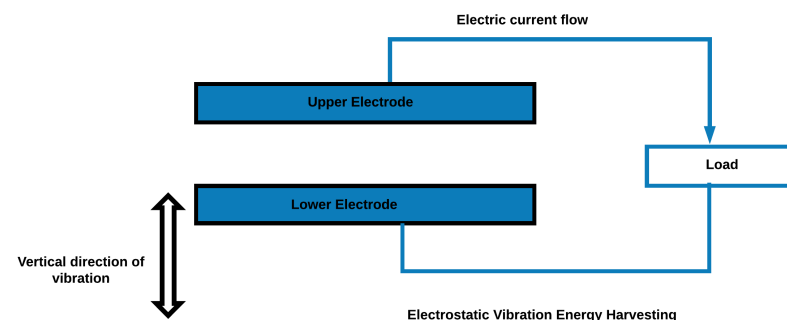 Electric current flow
Upper Electrode
Load
Lower Electrode
Vertical direction of
vibration
Electrostatic Vibration Energy Harvesting